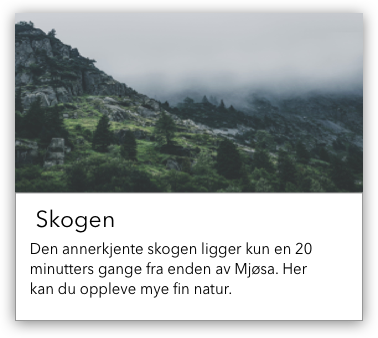 Skogen
Den annerkjente skogen ligger kun en 20
minutters gange fra enden av Mjøsa. Her
kan du oppleve mye fin natur.